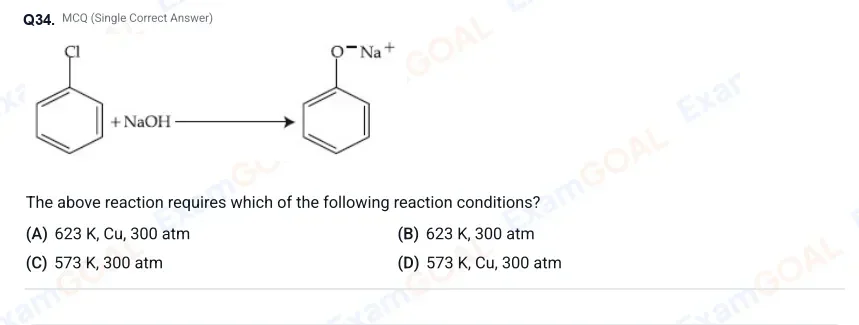 Q34. MCQ (Single Correct Answer)
Cl
O⁻Na⁺
+ NaOH
The above reaction requires which of the following reaction conditions?
(A) 623 K, Cu, 300 atm
(B) 623 K, 300 atm
(C) 573 K, 300 atm
(D) 573 K, Cu, 300 atm
ExamGOAL